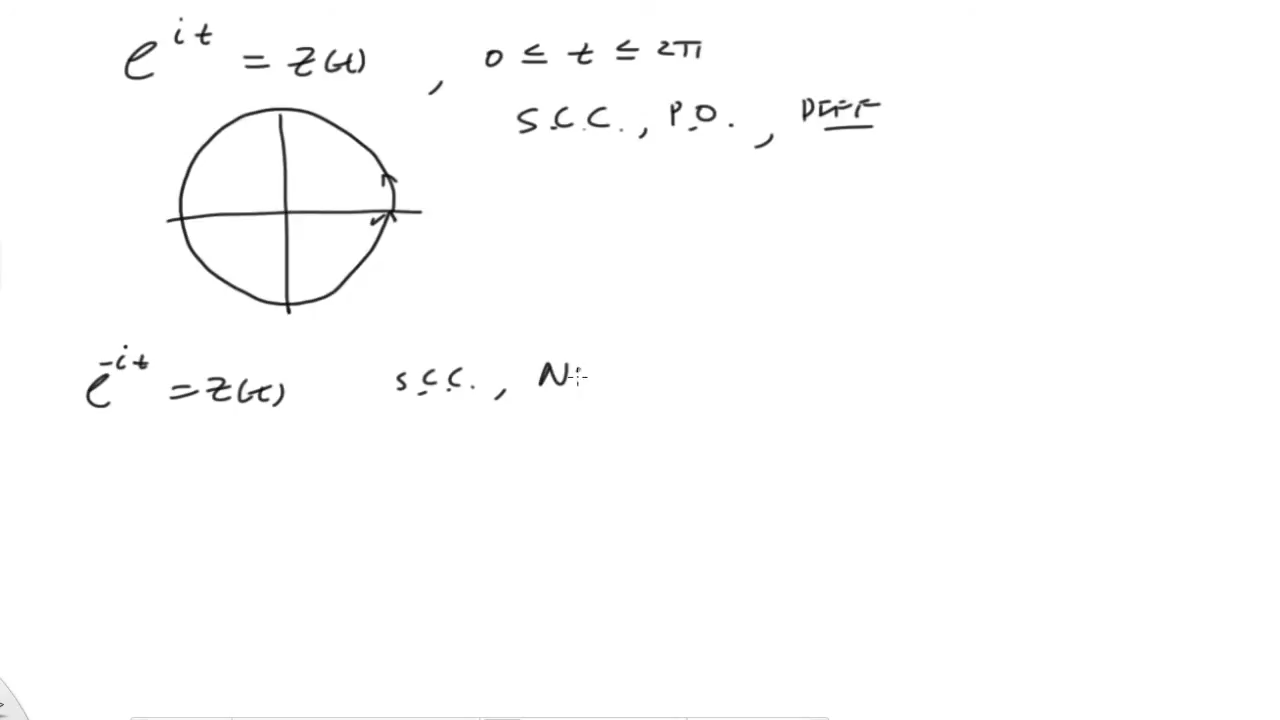 e^{it} = z(t) , 0 ≤ t ≤ 2π
S.C.C. , P.O. , DIFF
e^{-it} = z(t) S.C.C. , N